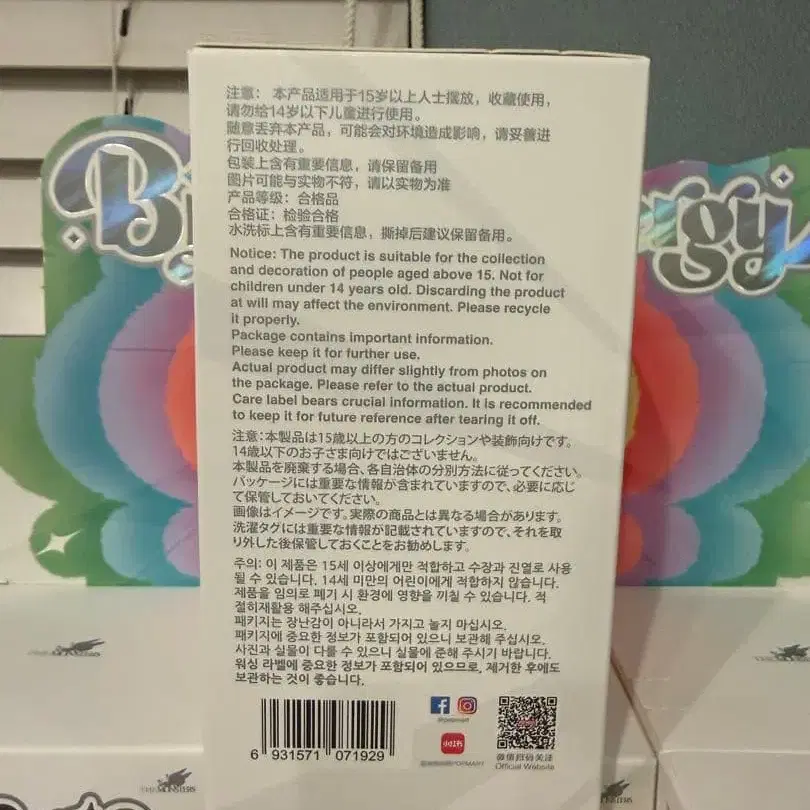 注意： 本产品适用于15岁以上人士摆放，收藏使用，
请勿给14岁以下儿童进行使用。
随意丢弃本产品，可能会对环境造成影响，请妥善进
行回收处理。
包装上含有重要信息，请保留备用
图片可能与实物不符，请以实物为准
产品等级：合格品
合格证：检验合格
水洗标上含有重要信息，撕掉后建议保留备用。
Notice: The product is suitable for the collection
and decoration of people aged above 15. Not for
children under 14 years old. Discarding the product
at will may affect the environment. Please recycle
it properly.
Package contains important information.
Please keep it for further use.
Actual product may differ slightly from photos on
the package. Please refer to the actual product.
Care label bears crucial information. It is recommended
to keep it for future reference after tearing it off.
注意:本製品は15歳以上の方のコレクションや装飾向けです。
14歳以下のお子さま向けではございません。
本製品を廃棄する場合、各自治体の分別方法に従ってください。
パッケージには重要な情報が含まれていますので、必要に応じ
て保管しておいてください。
画像はイメージです。実際の商品とは異なる場合があります。
洗濯タグには重要な情報が記載されていますので、それを取
り外した後保管しておくことをお勧めします。
주의: 이 제품은 15세 이상에게만 적합하고 수장과 진열로 사용
될 수 있습니다. 14세 미만의 어린이에게 적합하지 않습니다.
제품을 임의로 폐기 시 환경에 영향을 끼칠 수 있습니다. 적
절히재활용 해주십시오.
패키지는 장난감이 아니라서 가지고 놀지 마십시오.
패키지에 중요한 정보가 포함되어 있으니 보관해 주십시오.
사진과 실물이 다를 수 있으니 실물에 준해 주시기 바랍니다.
워싱 라벨에 중요한 정보가 포함되어 있으므로, 제거한 후에도
보관하는 것이 좋습니다.
6 931571 071929
@popmart
小红书
微信扫码关注
Official Website
THE MONSTERS
THE MONSTERS